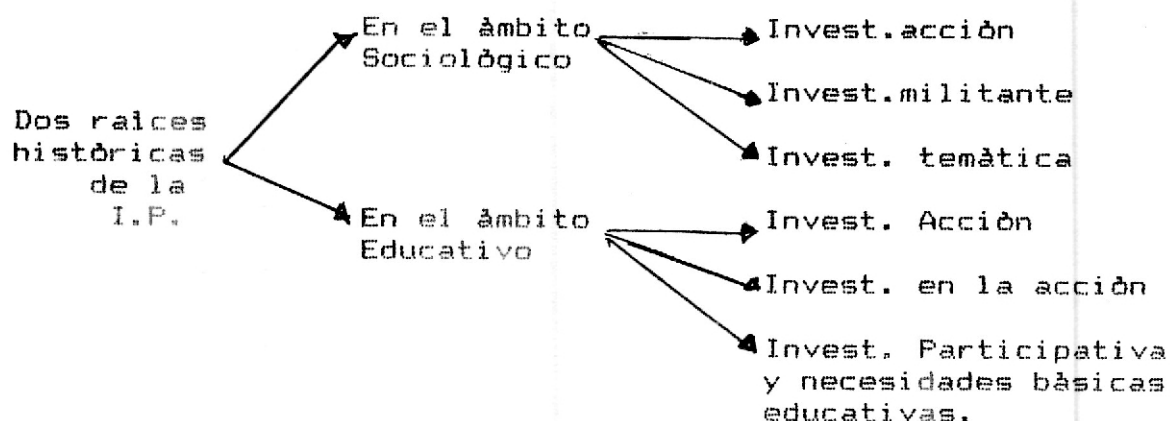 En el àmbito
Sociològico
Invest.acciòn
Invest.militante
Invest. temàtica
Dos raìces
històricas
de la
I.P.
En el àmbito
Educativo
Invest. Acciòn
Invest. en la acciòn
Invest. Participativa
y necesidades bàsicas
educativas.